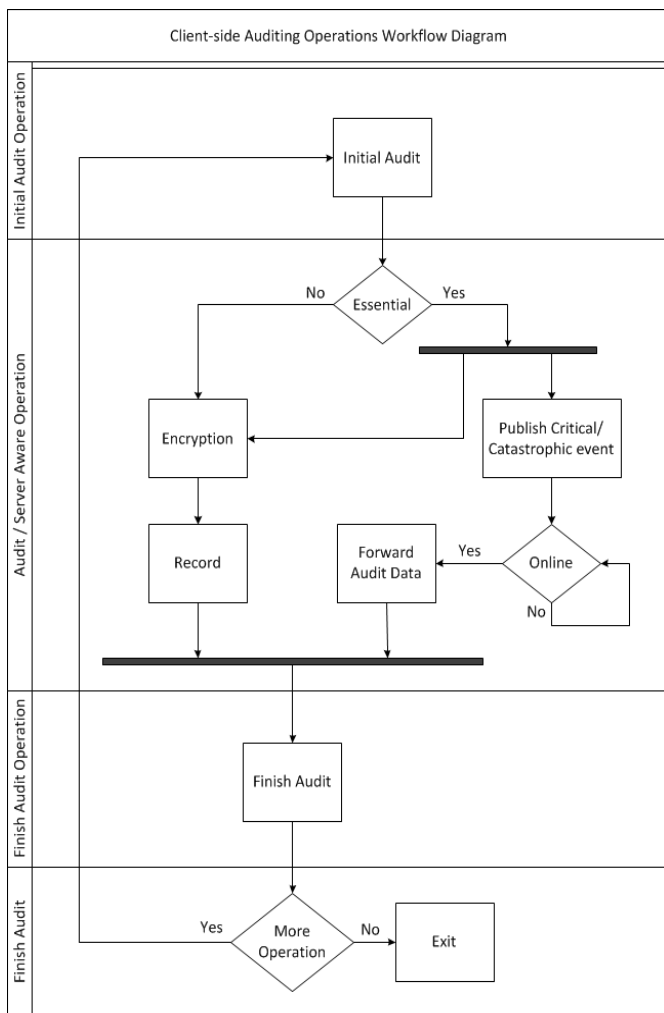 Client-side Auditing Operations Workflow Diagram
Initial Audit Operation
Initial Audit
Audit / Server Aware Operation
No
Essential
Yes
Encryption
Publish Critical/
Catastrophic event
Record
Forward
Audit Data
Yes
Online
No
Finish Audit Operation
Finish Audit
Finish Audit
Yes
More
Operation
No
Exit